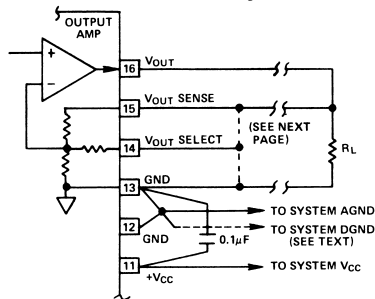 OUTPUT
AMP
+
−
16 VOUT
15 VOUT SENSE
(SEE NEXT
PAGE)
14 VOUT SELECT
RL
13 GND
TO SYSTEM AGND
TO SYSTEM DGND
(SEE TEXT)
12 GND
0.1μF
11 +VCC
TO SYSTEM VCC